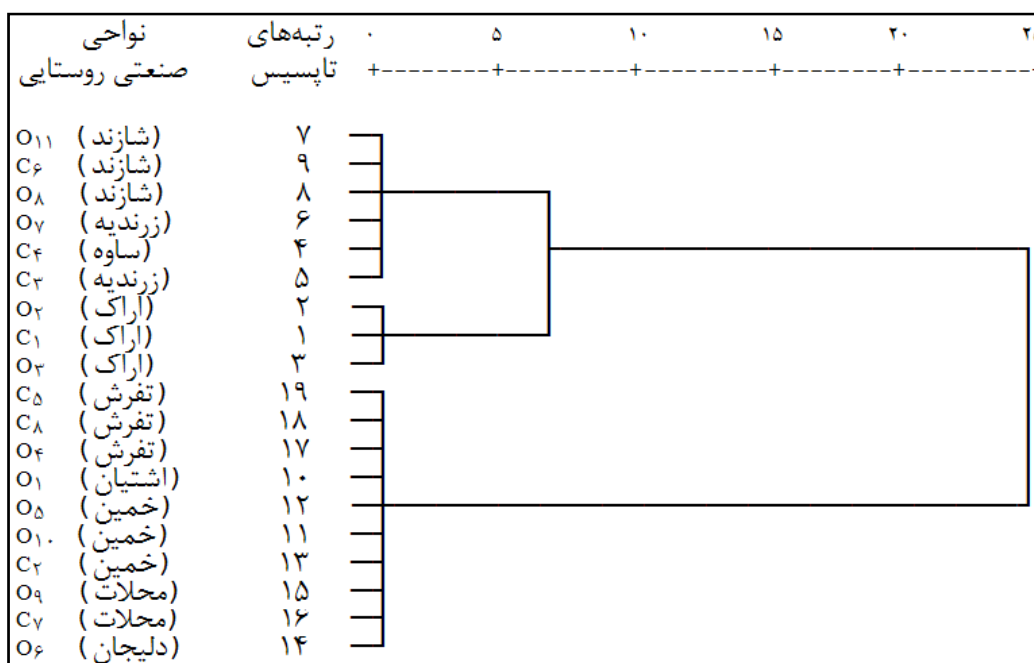 نواحی رتبه‌های ۰ ۵ ۱۰ ۱۵ ۲۰
صنعتی روستایی تاپسیس +--------+---------+---------+--------+---------
O۱۱ (شازند) ۷
C۶ (شازند) ۹
O۸ (شازند) ۸
O۷ (زرندیه) ۶
C۴ (ساوه) ۴
C۳ (زرندیه) ۵
O۲ (اراک) ۲
C۱ (اراک) ۱
O۳ (اراک) ۳
C۵ (تفرش) ۱۹
C۸ (تفرش) ۱۸
O۴ (تفرش) ۱۷
O۱ (اشتیان) ۱۰
O۵ (خمین) ۱۲
O۱۰ (خمین) ۱۱
C۲ (خمین) ۱۳
O۹ (محلات) ۱۵
C۷ (محلات) ۱۶
O۶ (دلیجان) ۱۴